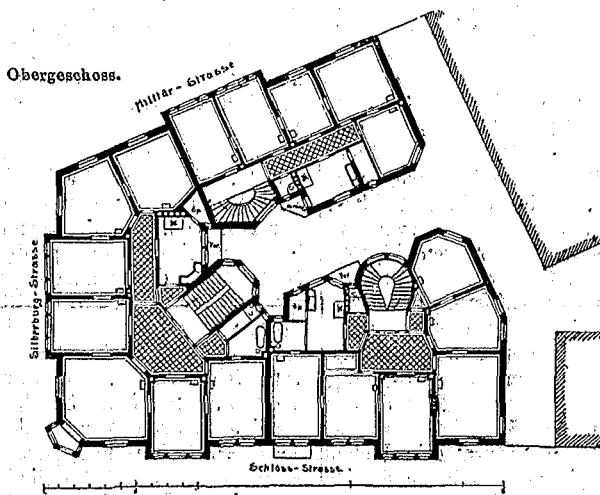 Obergeschoss.
Militär - Strasse
Silberburg - Strasse
Schloss - Strasse.